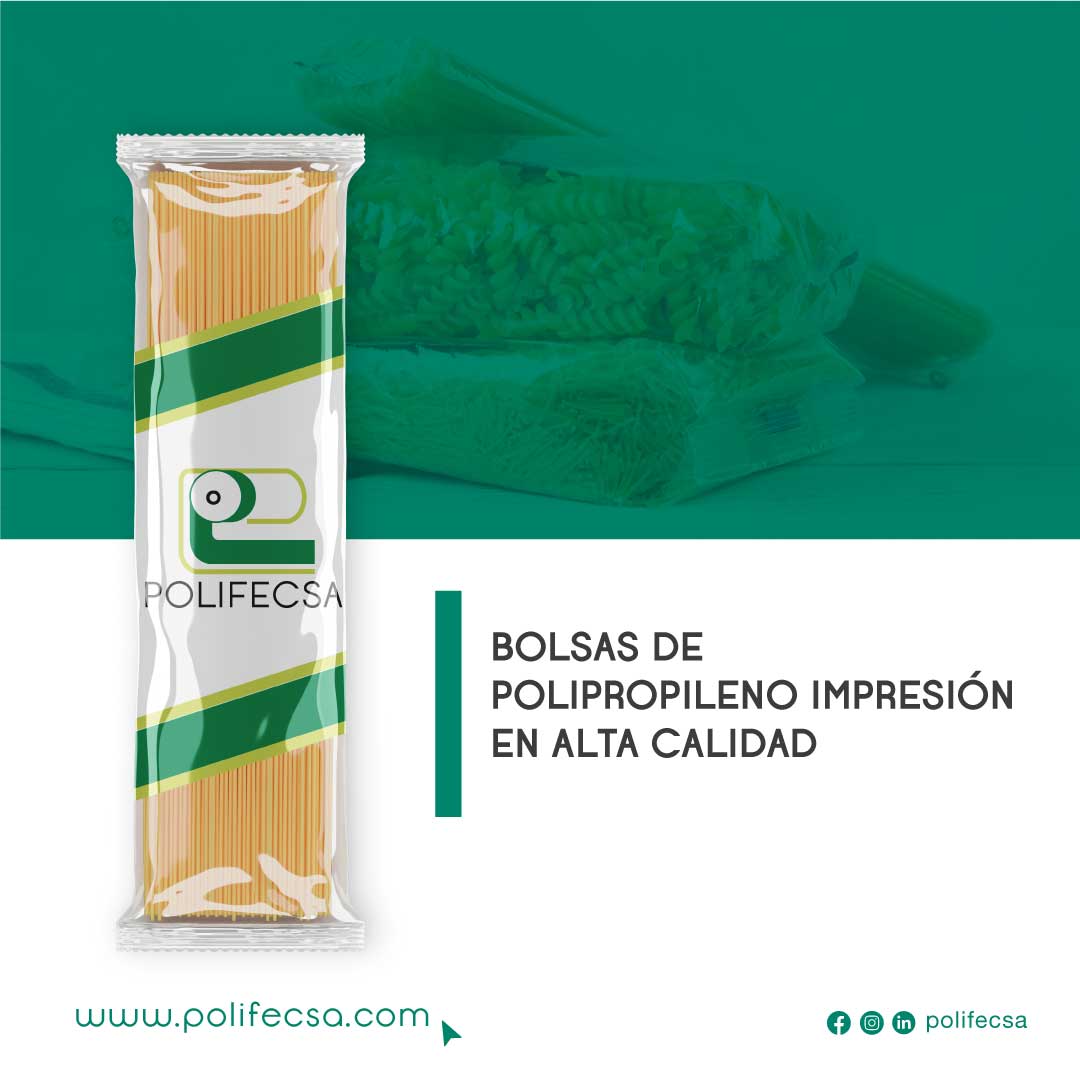 POLIFECSA
BOLSAS DE
POLIPROPILENO IMPRESIÓN
EN ALTA CALIDAD
www.polifecsa.com
polifecsa